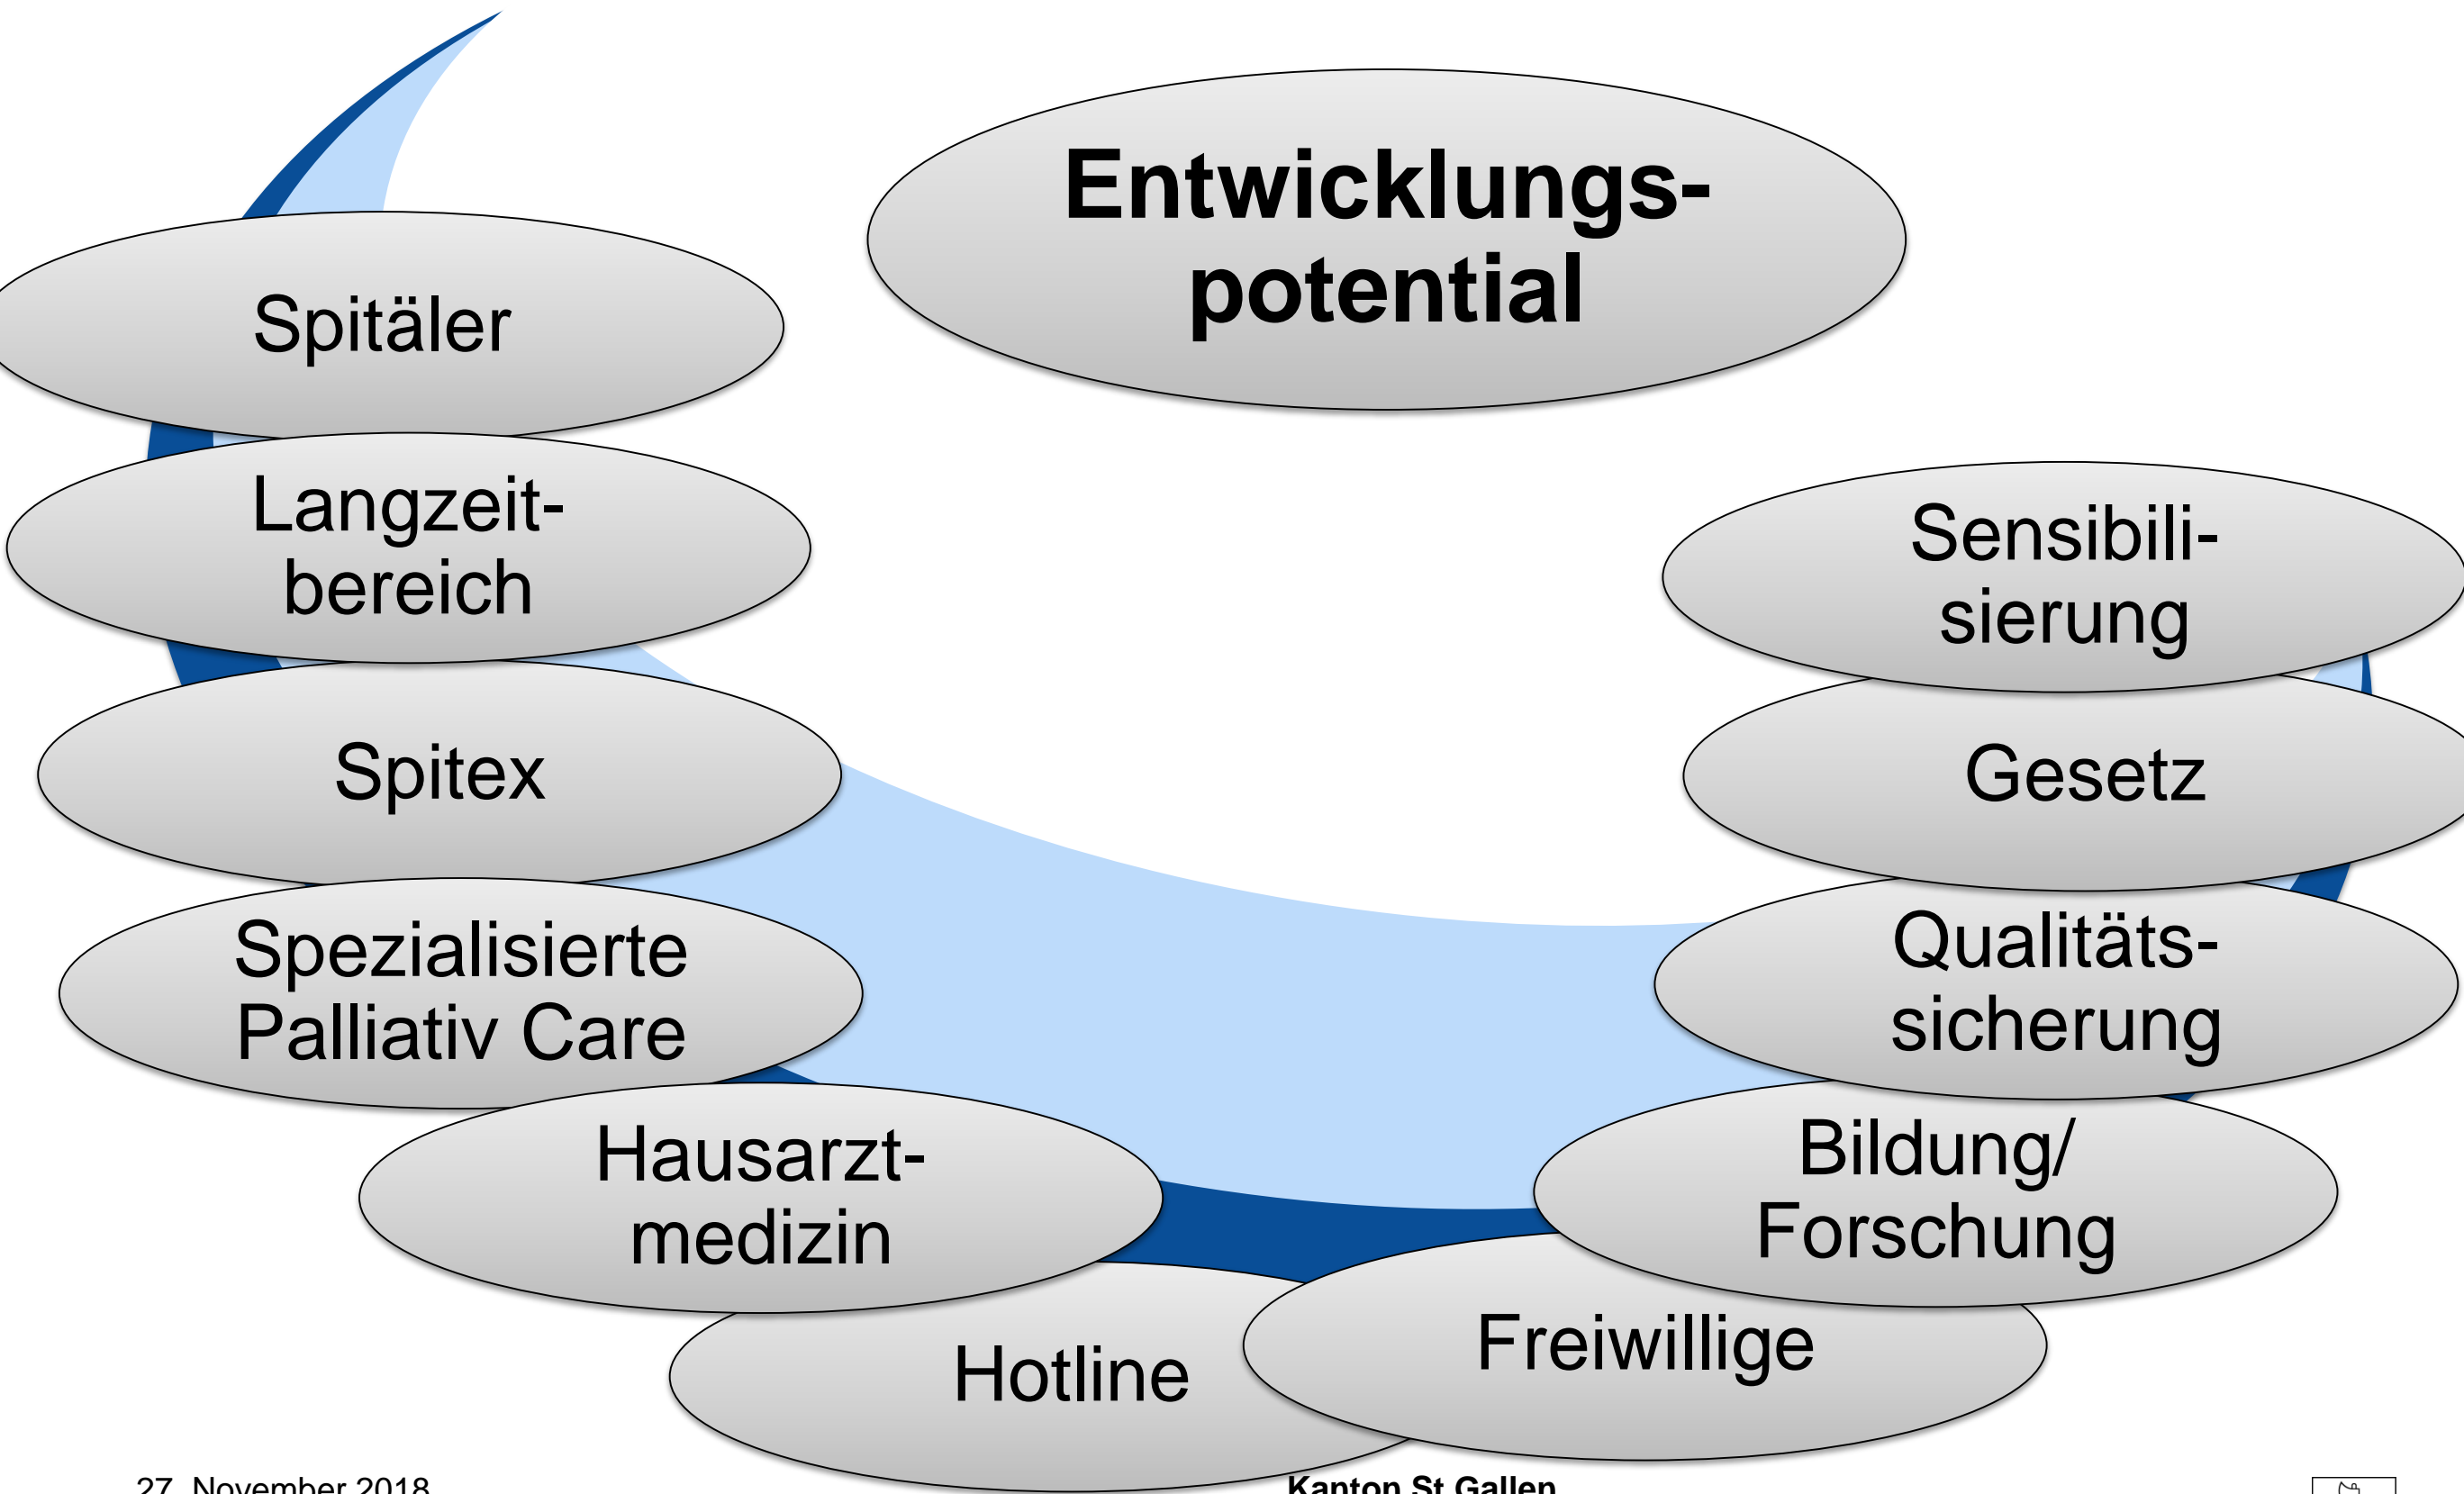 Entwicklungs-
potential
Spitäler
Langzeit-
bereich
Spitex
Spezialisierte
Palliativ Care
Hausarzt-
medizin
Hotline
Freiwillige
Bildung/
Forschung
Qualitäts-
sicherung
Gesetz
Sensibili-
sierung
27. November 2018
Kanton St.Gallen